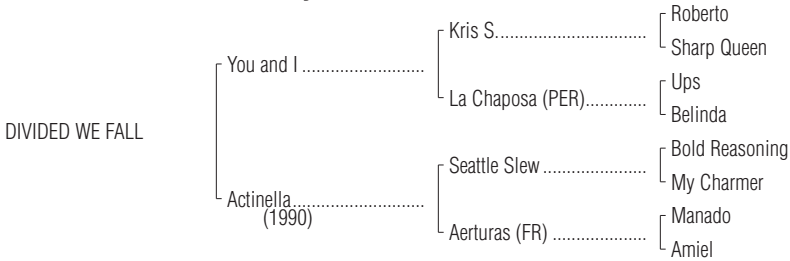 Roberto
Kris S.
Sharp Queen
You and I
Ups
La Chaposa (PER)
Belinda
DIVIDED WE FALL
Bold Reasoning
Seattle Slew
My Charmer
Actinella
(1990)
Manado
Aerturas (FR)
Amiel